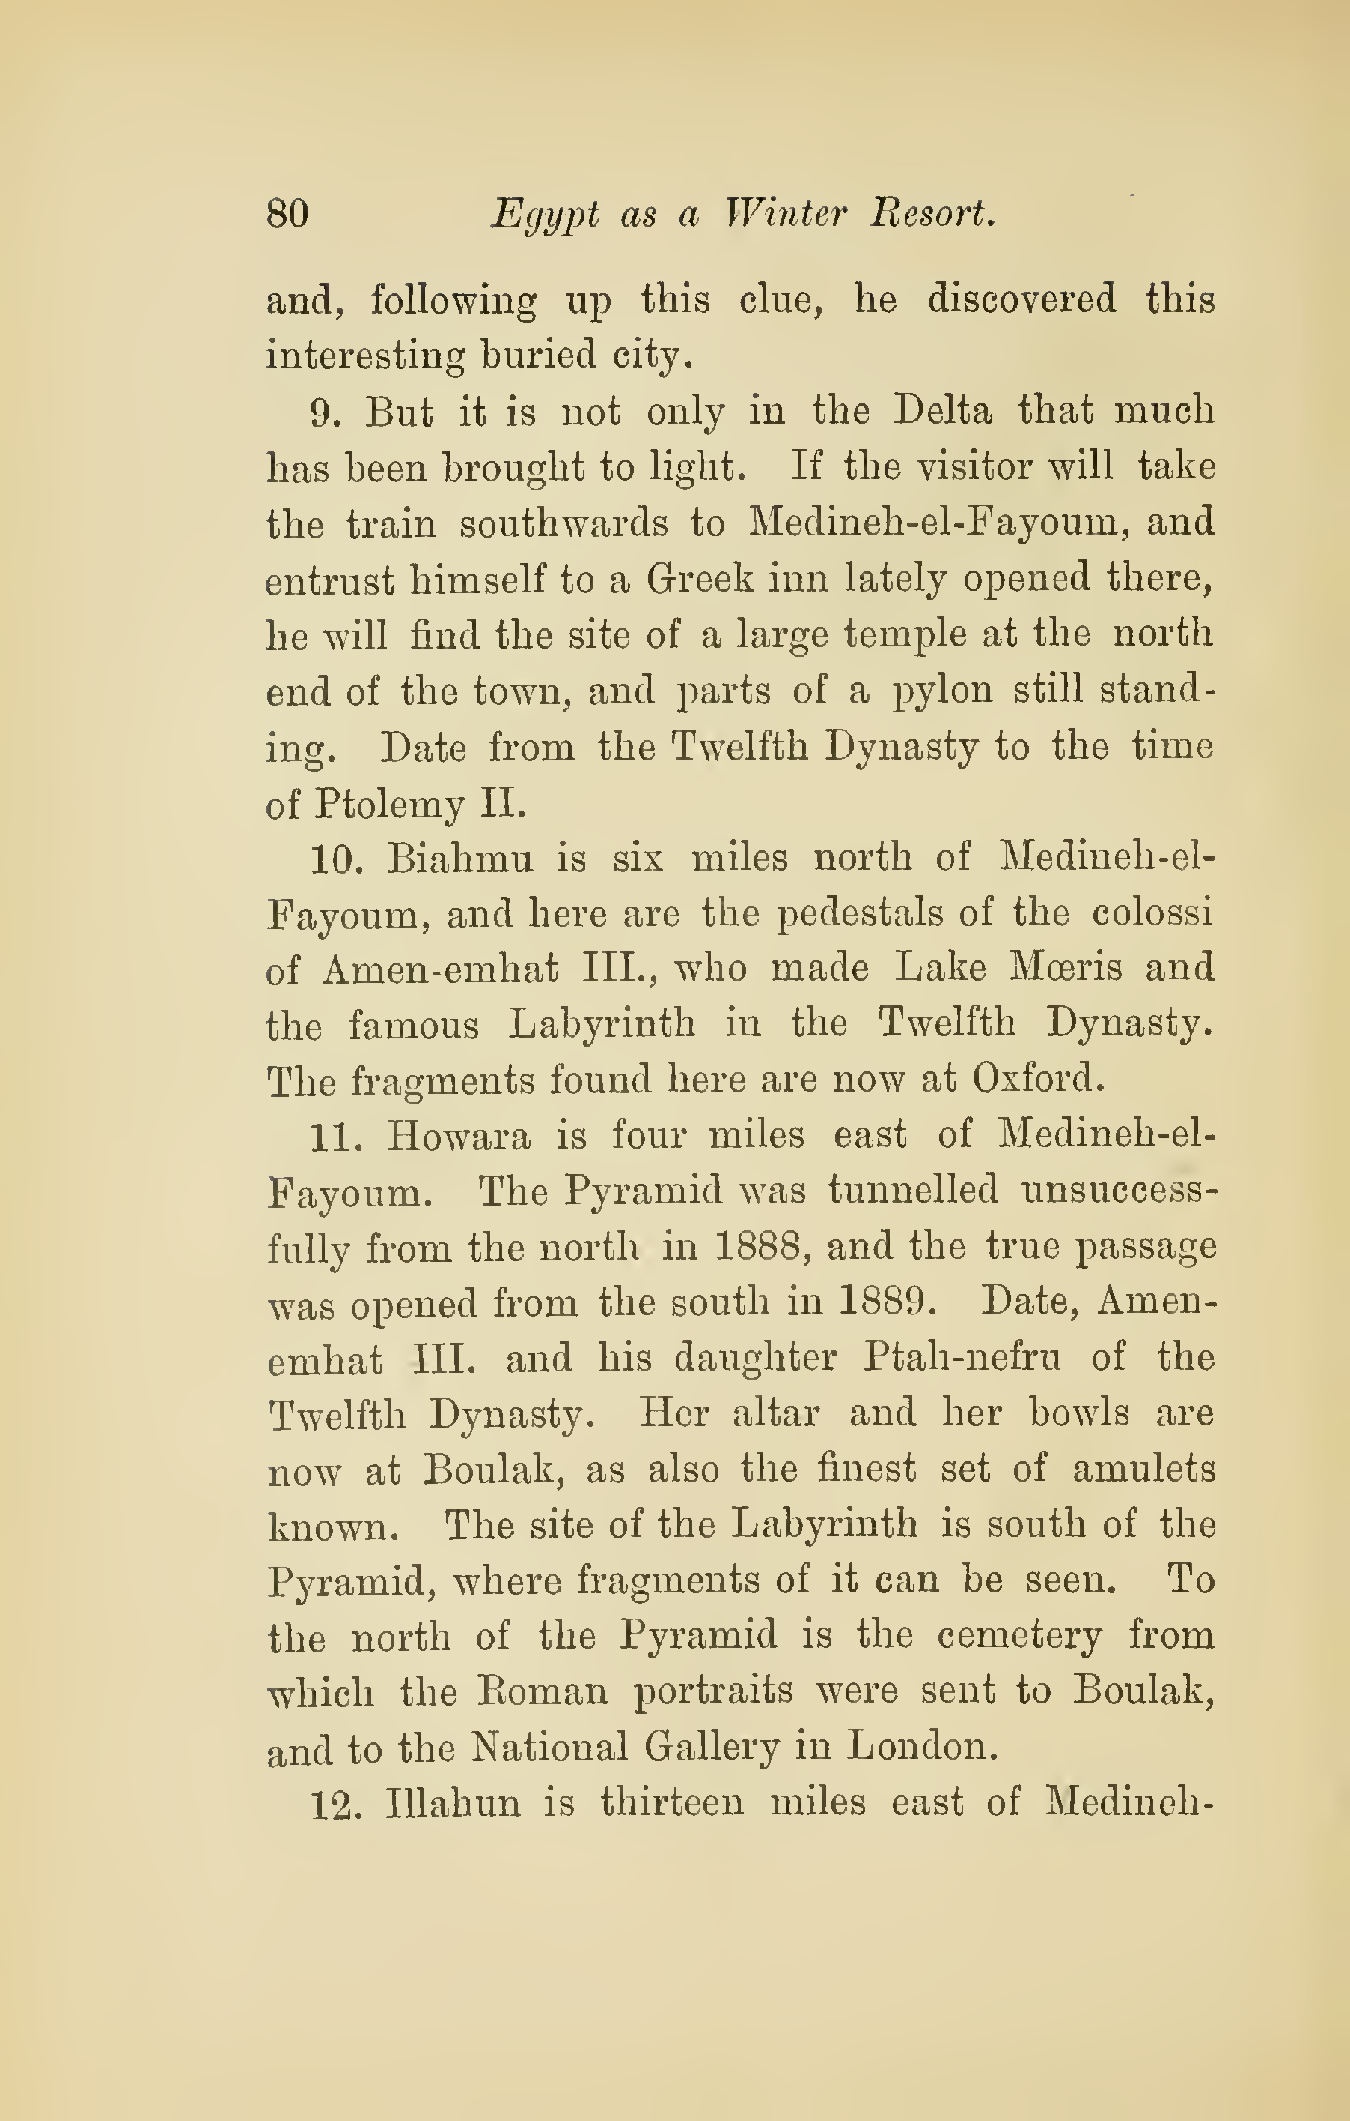 80 Egypt as a Winter Resort.
and, following up this clue, he discovered this
interesting buried city.
9. But it is not only in the Delta that much
has been brought to light. If the visitor will take
the train southwards to Medineh-el-Fayoum, and
entrust himself to a Greek inn lately opened there,
he will find the site of a large temple at the north
end of the town, and parts of a pylon still stand-
ing. Date from the Twelfth Dynasty to the time
of Ptolemy II.
10. Biahmu is six miles north of Medineh-el-
Fayoum, and here are the pedestals of the colossi
of Amen-emhat III., who made Lake Mœris and
the famous Labyrinth in the Twelfth Dynasty.
The fragments found here are now at Oxford.
11. Howara is four miles east of Medineh-el-
Fayoum. The Pyramid was tunnelled unsuccess-
fully from the north in 1888, and the true passage
was opened from the south in 1889. Date, Amen-
emhat III. and his daughter Ptah-nefru of the
Twelfth Dynasty. Her altar and her bowls are
now at Boulak, as also the finest set of amulets
known. The site of the Labyrinth is south of the
Pyramid, where fragments of it can be seen. To
the north of the Pyramid is the cemetery from
which the Roman portraits were sent to Boulak,
and to the National Gallery in London.
12. Illahun is thirteen miles east of Medineh-